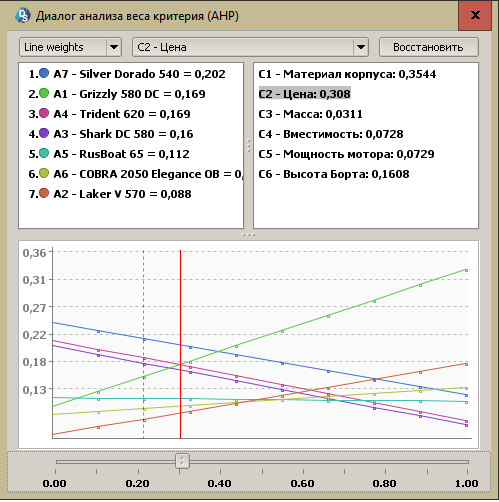 Диалог анализа веса критерия (AHP)
Line weights
C2 - Цена
Восстановить
1. A7 - Silver Dorado 540 = 0,202
2. A1 - Grizzly 580 DC = 0,169
3. A4 - Trident 620 = 0,169
4. A3 - Shark DC 580 = 0,16
5. A5 - RusBoat 65 = 0,112
6. A6 - COBRA 2050 Elegance OB = 0,
7. A2 - Laker V 570 = 0,088
C1 - Материал корпуса: 0,3544
C2 - Цена: 0,308
C3 - Масса: 0,0311
C4 - Вместимость: 0,0728
C5 - Мощность мотора: 0,0729
C6 - Высота Борта: 0,1608
0,36
0,31
0,27
0,22
0,18
0,13
0.00 0.20 0.40 0.60 0.80 1.00